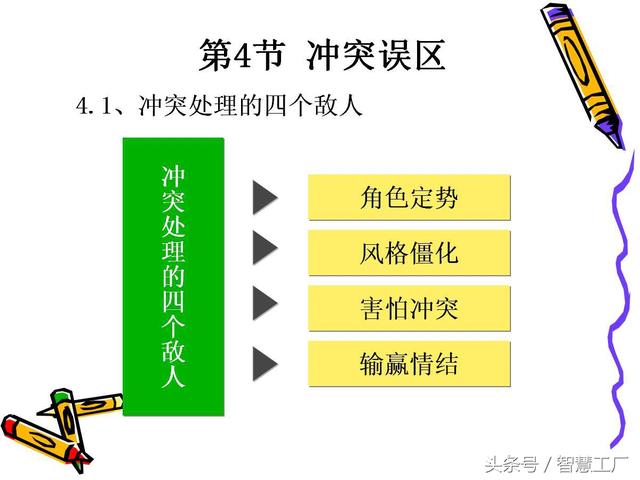 第4节 冲突误区
4.1、冲突处理的四个敌人
冲突处理的四个敌人
角色定势
风格僵化
害怕冲突
输赢情结
头条号 / 智慧工厂